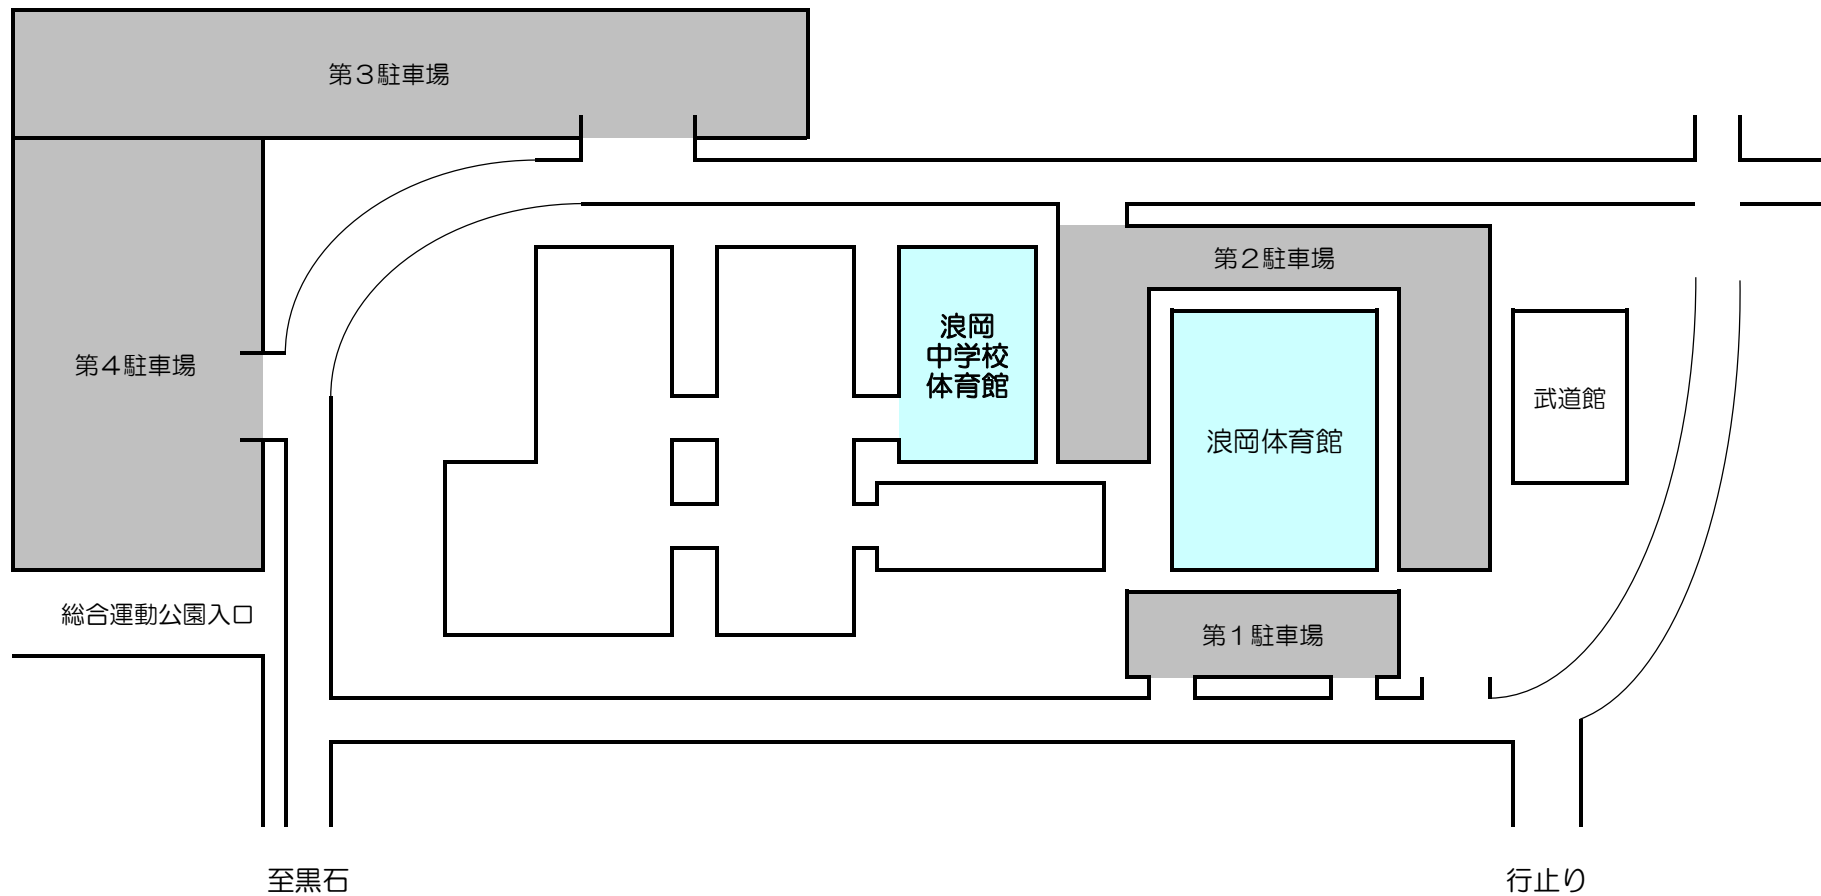 第３駐車場
第２駐車場
浪岡
中学校
体育館
第４駐車場
武道館
浪岡体育館
総合運動公園入口
第１駐車場
至黒石
行止り